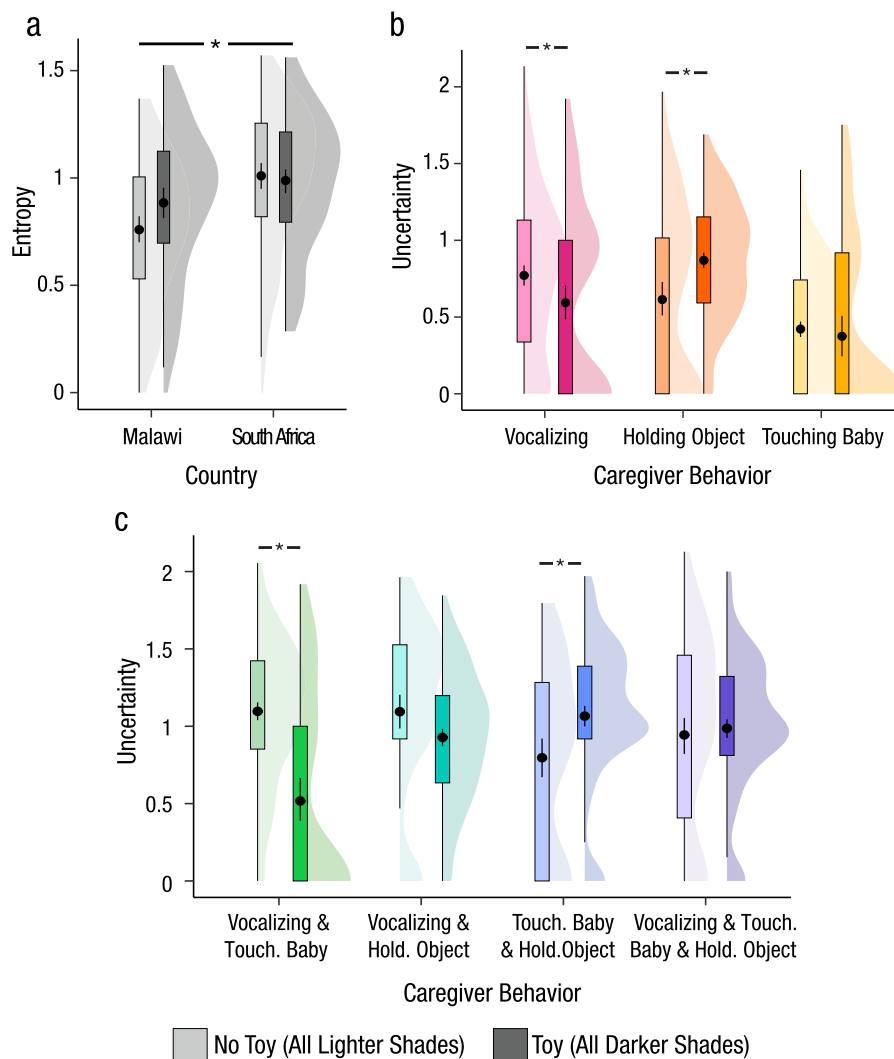 a
*
1.5
1
0.5
0
Entropy
Malawi
South Africa
Country
b
*
*
2
1.5
1
0.5
0
Uncertainty
Vocalizing
Holding Object
Touching Baby
Caregiver Behavior
c
*
*
2
1.5
1
0.5
0
Uncertainty
Vocalizing &
Touch. Baby
Vocalizing &
Hold. Object
Touch. Baby
& Hold.Object
Vocalizing & Touch.
Baby & Hold. Object
Caregiver Behavior
No Toy (All Lighter Shades)
Toy (All Darker Shades)